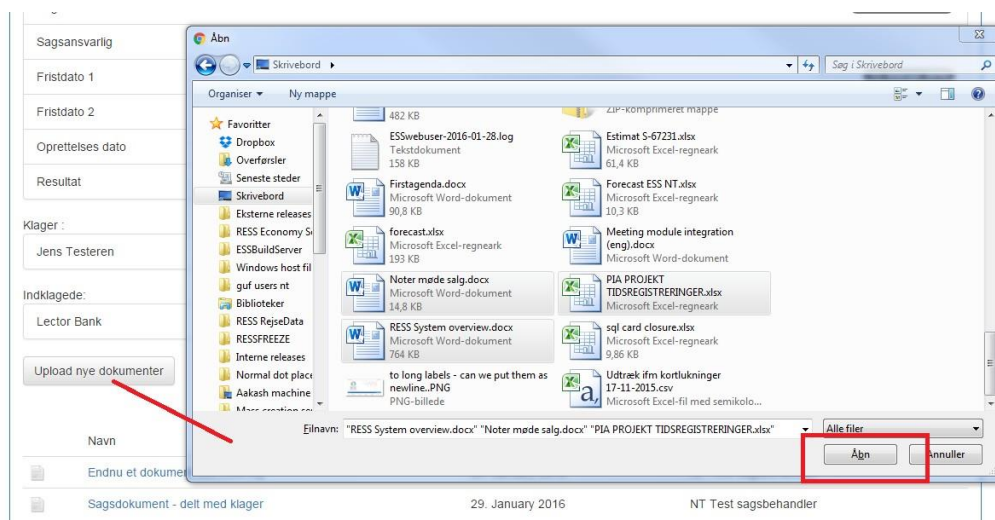 Sagsansvarlig
Fristdato 1
Fristdato 2
Oprettelses dato
Resultat
Klager :
Jens Testeren
Indklagede:
Lector Bank
Upload nye dokumenter
Navn
Endnu et dokume
Sagsdokument - delt med klager
29. January 2016
NT Test sagsbehandler
Åbn
Skrivebord
Søg i Skrivebord
Organiser
Ny mappe
Favoritter
Dropbox
Overførsler
Seneste steder
Skrivebord
Eksterne releases
RESS Economy S
ESSBuildServer
Windows host fil
guf users nt
Biblioteker
RESS RejseData
RESSFREEZE
Interne releases
Normal dot place
Aakash machine
482 KB
ZIP-komprimeret mappe
ESSwebuser-2016-01-28.log
Tekstdokument
158 KB
Estimat S-67231.xlsx
Microsoft Excel-regneark
61,4 KB
Firstagenda.docx
Microsoft Word-dokument
90,8 KB
Forecast ESS NT.xlsx
Microsoft Excel-regneark
10,3 KB
forecast.xlsx
Microsoft Excel-regneark
193 KB
Meeting module integration
(eng).docx
Microsoft Word-dokument
Noter møde salg.docx
Microsoft Word-dokument
14,8 KB
PIA PROJEKT
TIDSREGISTRERINGER.xlsx
Microsoft Excel-regneark
RESS System overview.docx
Microsoft Word-dokument
764 KB
sql card closure.xlsx
Microsoft Excel-regneark
9,86 KB
to long labels - can we put them as
newline..PNG
PNG-billede
Udtræk ifm kortlukninger
17-11-2015.csv
Microsoft Excel-fil med semikolo...
Filnavn:
"RESS System overview.docx" "Noter møde salg.docx" "PIA PROJEKT TIDSREGISTRERINGER.xlsx"
Alle filer
Åbn
Annuller